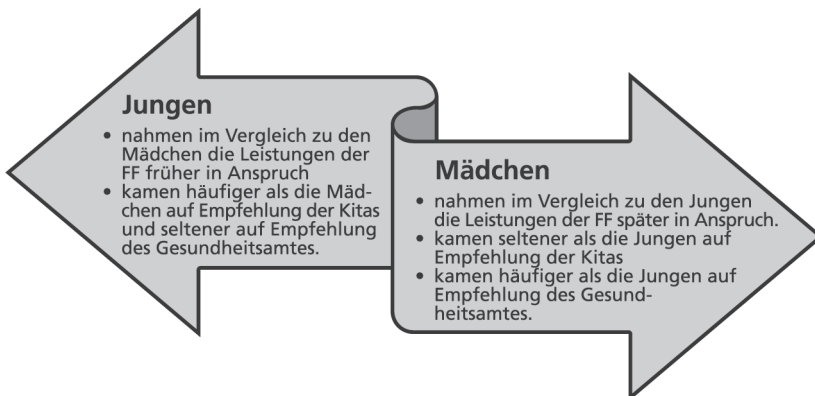 Jungen
• nahmen im Vergleich zu den
Mädchen die Leistungen der
FF früher in Anspruch
• kamen häufiger als die Mäd-
chen auf Empfehlung der Kitas
und seltener auf Empfehlung
des Gesundheitsamtes.
Mädchen
• nahmen im Vergleich zu den Jungen
die Leistungen der FF später in Anspruch.
• kamen seltener als die Jungen auf
Empfehlung der Kitas
• kamen häufiger als die Jungen auf
Empfehlung des Gesund-
heitsamtes.